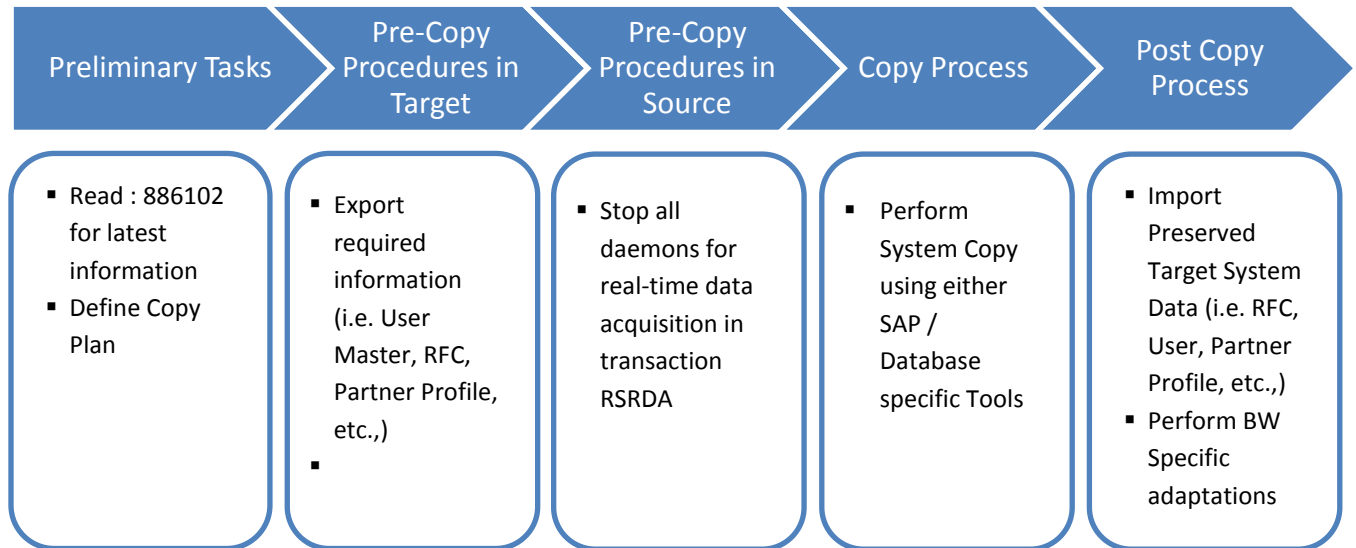 Preliminary Tasks
Pre-Copy
Procedures in
Target
Pre-Copy
Procedures in
Source
Copy Process
Post Copy
Process
▪ Read : 886102
for latest
information
▪ Define Copy
Plan
▪ Export
required
information
(i.e. User
Master, RFC,
Partner Profile,
etc.,)
▪
▪ Stop all
daemons for
real-time data
acquisition in
transaction
RSRDA
▪ Perform
System Copy
using either
SAP /
Database
specific Tools
▪ Import
Preserved
Target System
Data (i.e. RFC,
User, Partner
Profile, etc.,)
▪ Perform BW
Specific
adaptations